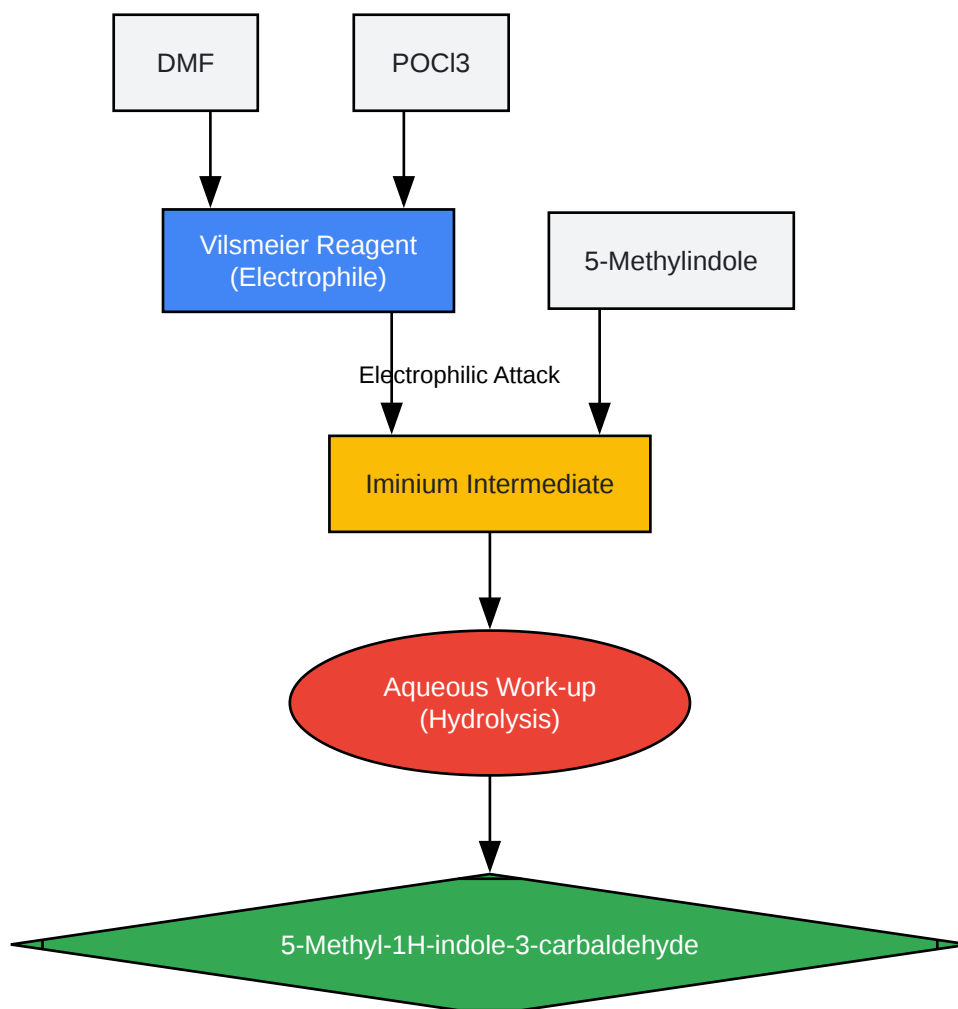 DMF
POCl3
Vilsmeier Reagent
(Electrophile)
5-Methylindole
Electrophilic Attack
Iminium Intermediate
Aqueous Work-up
(Hydrolysis)
5-Methyl-1H-indole-3-carbaldehyde